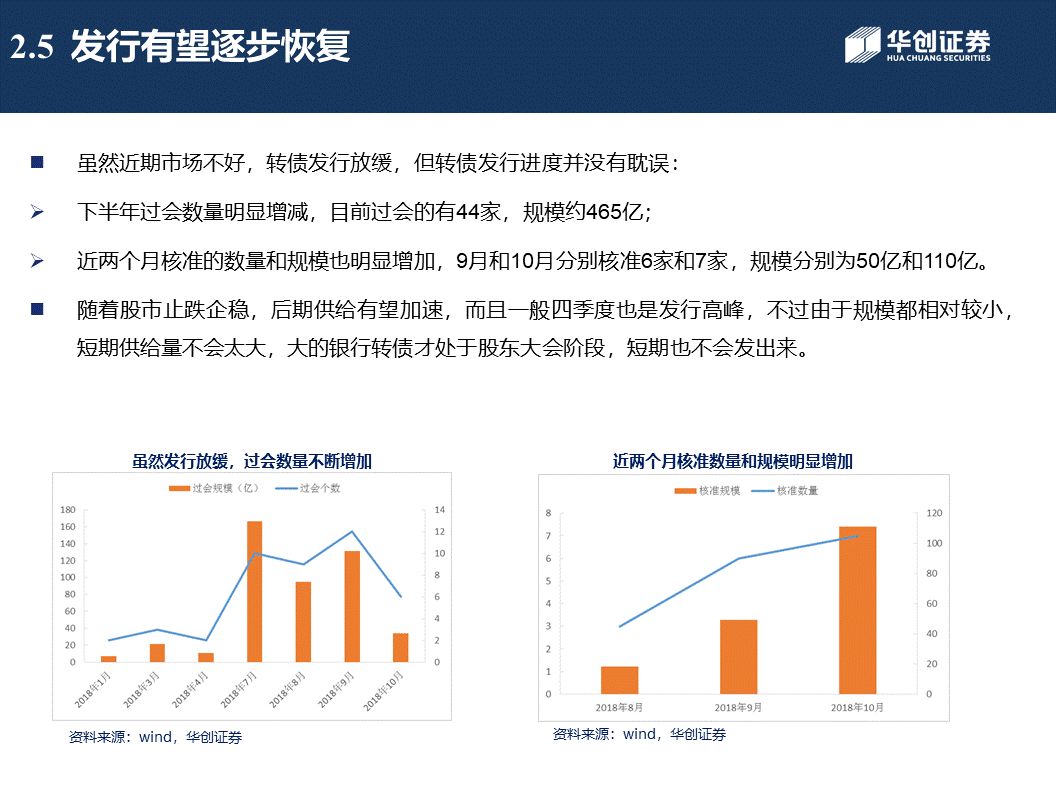 2.5 发行有望逐步恢复
华创证券
HUA CHUANG SECURITIES
虽然近期市场不好，转债发行放缓，但转债发行进度并没有耽误：
下半年过会数量明显增减，目前过会的有44家，规模约465亿；
近两个月核准的数量和规模也明显增加，9月和10月分别核准6家和7家，规模分别为50亿和110亿。
随着股市止跌企稳，后期供给有望加速，而且一般四季度也是发行高峰，不过由于规模都相对较小，
短期供给量不会太大，大的银行转债才处于股东大会阶段，短期也不会发出来。
虽然发行放缓，过会数量不断增加
过会规模（亿） 过会个数
180 14
160 12
140
120 10
100 8
80 6
60
40 4
20 2
0 0
2018年1月 2018年3月 2018年4月 2018年7月 2018年8月 2018年9月 2018年10月
资料来源：wind，华创证券
近两个月核准数量和规模明显增加
核准规模 核准数量
8 120
7 100
6
5 80
4 60
3 40
2
1 20
0 0
2018年8月 2018年9月 2018年10月
资料来源：wind，华创证券